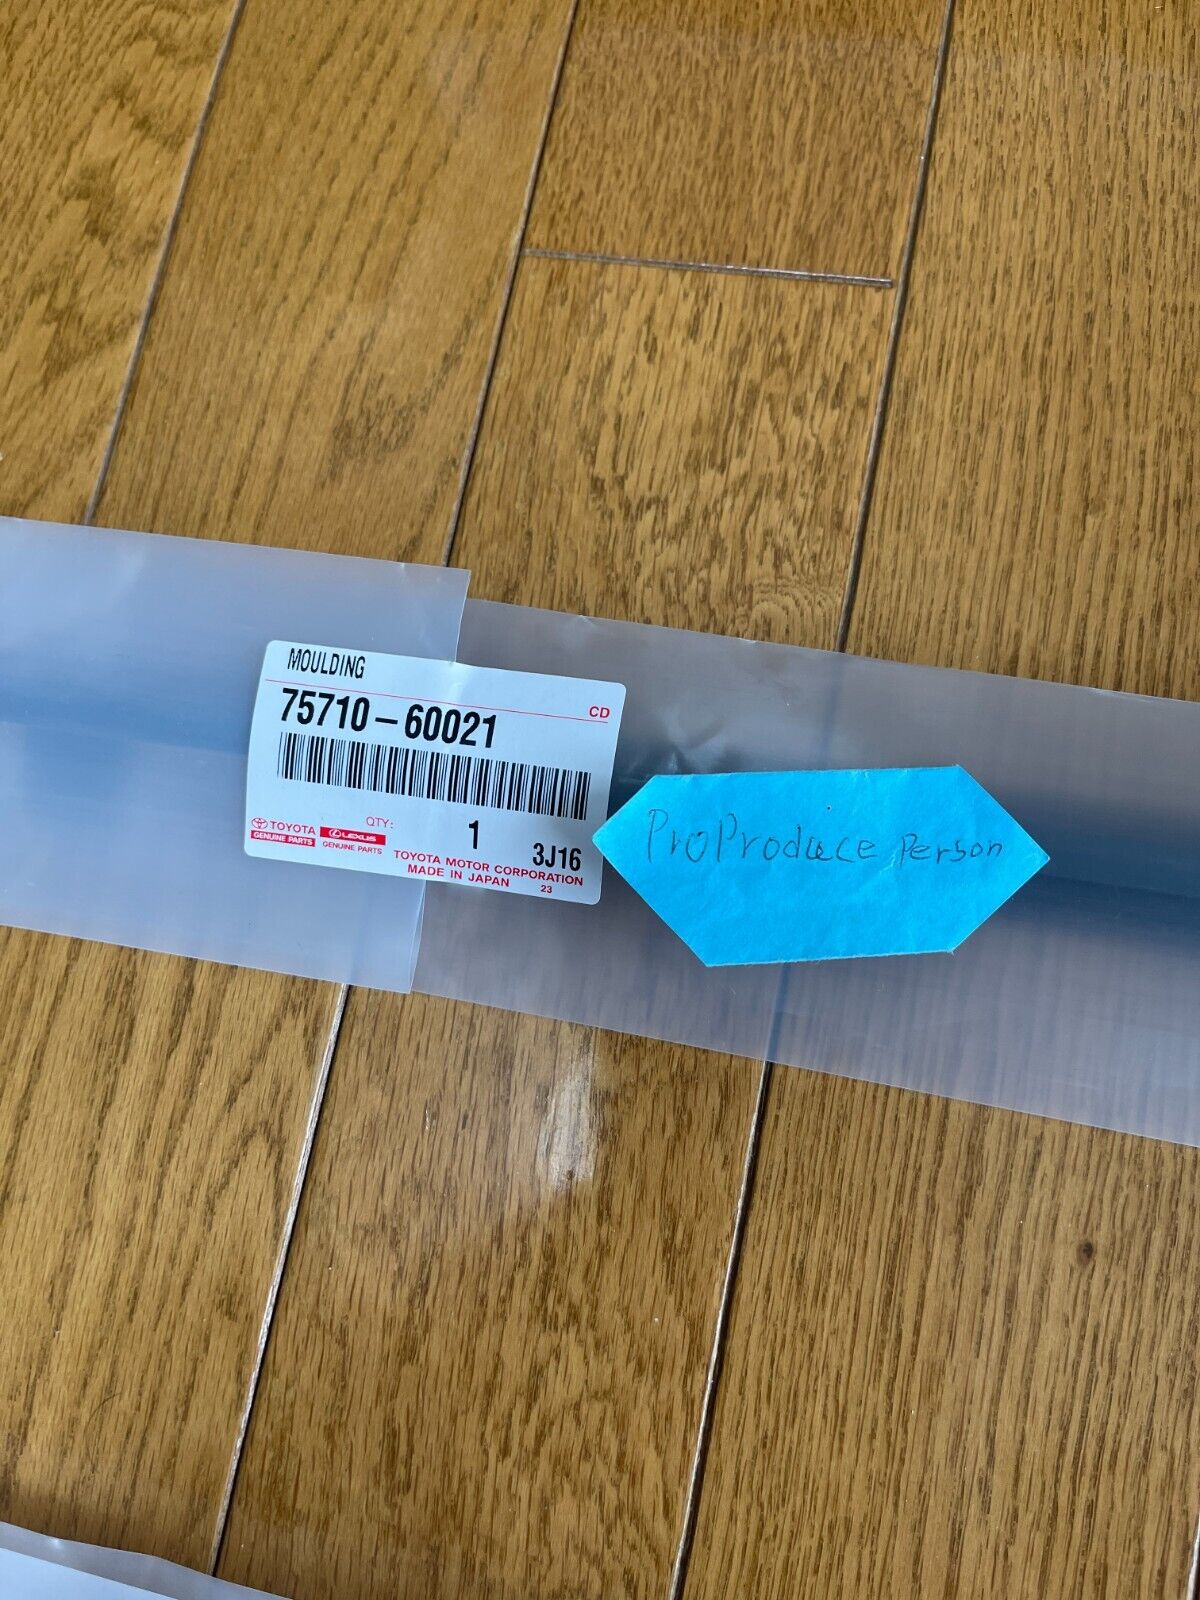 MOULDING
75710-60021
CD
QTY: 1
TOYOTA
GENUINE PARTS
LEXUS
GENUINE PARTS
3J16
TOYOTA MOTOR CORPORATION
MADE IN JAPAN 23
ProProduce Person